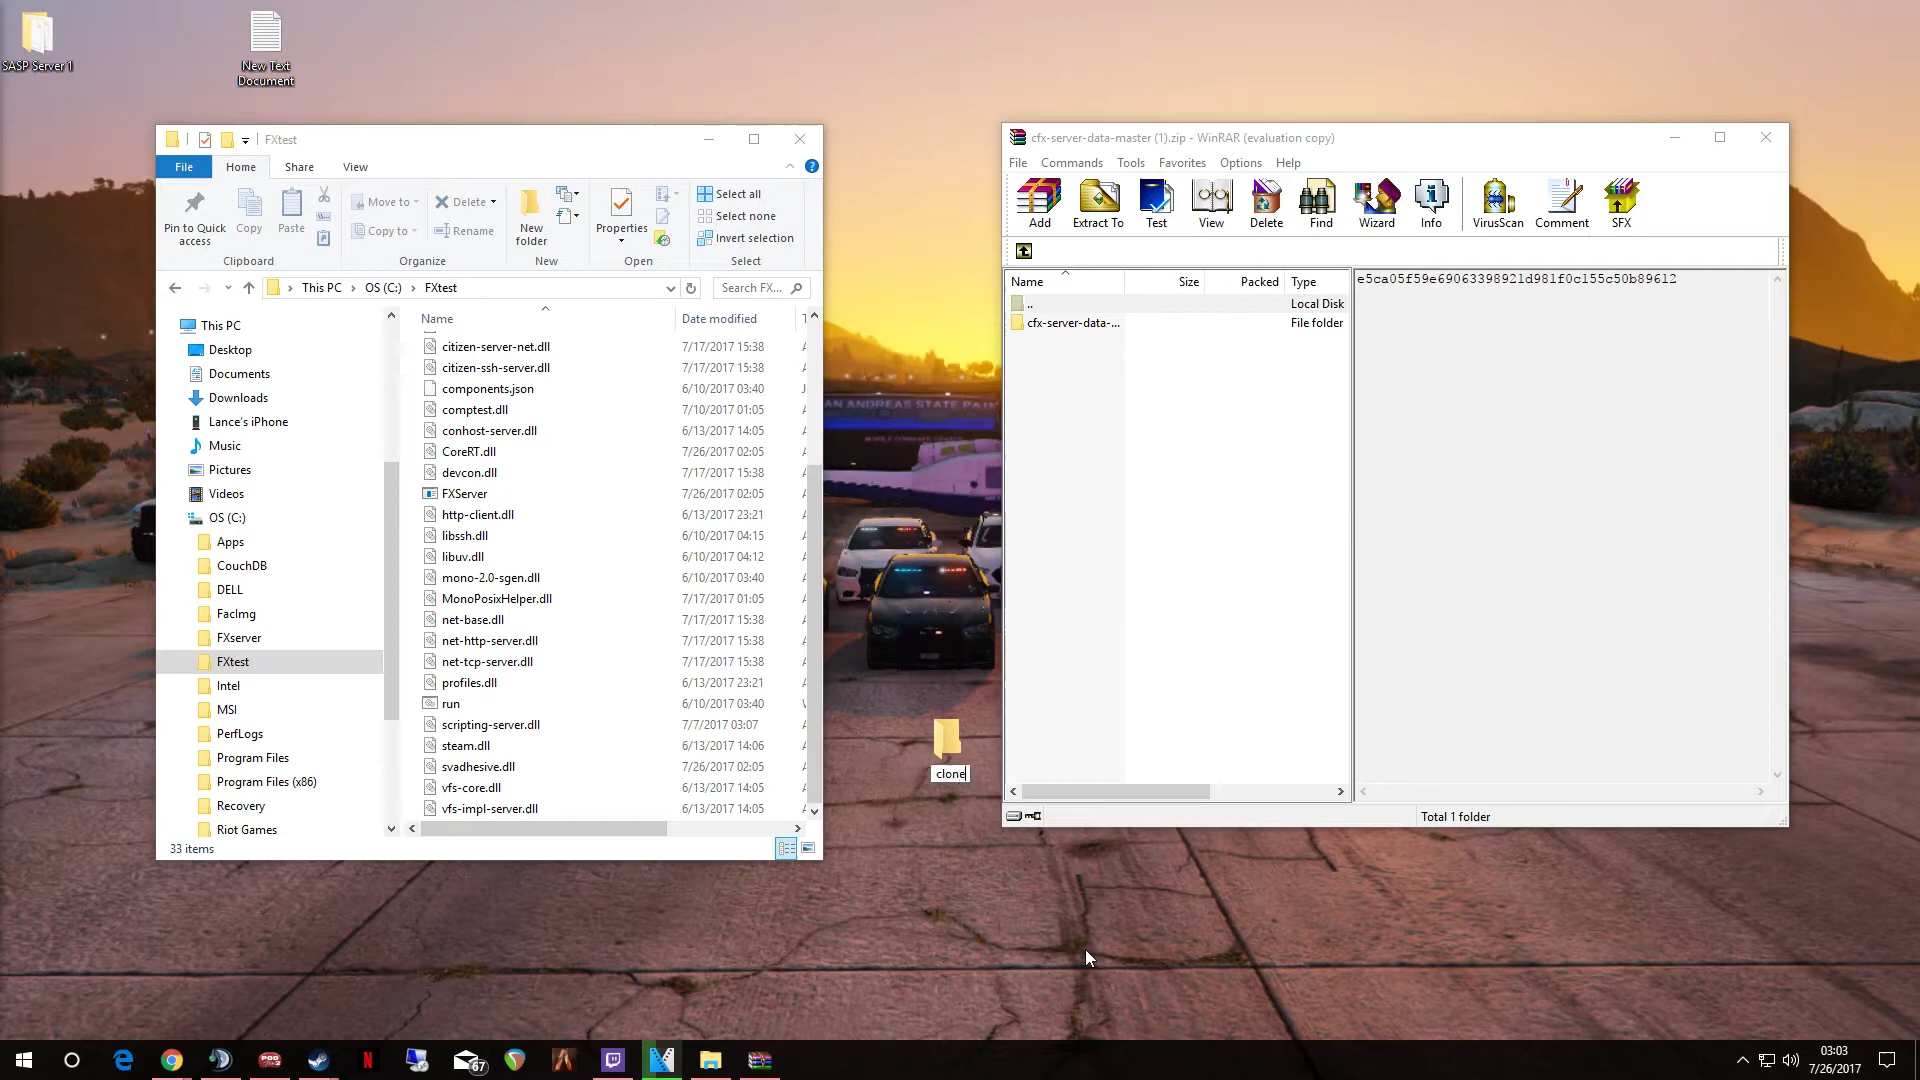 SASP Server 1
New Text
Document
FXtest
File
Home
Share
View
Pin to Quick
access
Copy
Paste
Clipboard
Move to
Copy to
Delete
Rename
Organize
New
folder
New
Properties
Open
Select all
Select none
Invert selection
Select
This PC
OS (C:)
FXtest
Search FX...
This PC
Desktop
Documents
Downloads
Lance's iPhone
Music
Pictures
Videos
OS (C:)
Apps
CouchDB
DELL
FacImg
FXserver
FXtest
Intel
MSI
PerfLogs
Program Files
Program Files (x86)
Recovery
Riot Games
Name Date modified T
citizen-server-net.dll 7/17/2017 15:38 A
citizen-ssh-server.dll 7/17/2017 15:38 A
components.json 6/10/2017 03:40 J
comptest.dll 7/10/2017 01:05 A
conhost-server.dll 6/13/2017 14:05 A
CoreRT.dll 7/26/2017 02:05 A
devcon.dll 7/17/2017 15:38 A
FXServer 7/26/2017 02:05 A
http-client.dll 6/13/2017 23:21 A
libssh.dll 6/10/2017 04:15 A
libuv.dll 6/10/2017 04:12 A
mono-2.0-sgen.dll 6/10/2017 03:40 A
MonoPosixHelper.dll 7/17/2017 01:05 A
net-base.dll 7/17/2017 15:38 A
net-http-server.dll 7/17/2017 15:38 A
net-tcp-server.dll 7/17/2017 15:38 A
profiles.dll 6/13/2017 23:21 A
run 6/10/2017 03:40 V
scripting-server.dll 7/7/2017 03:07 A
steam.dll 6/13/2017 14:06 A
svadhesive.dll 7/26/2017 02:05 A
vfs-core.dll 6/13/2017 14:05 A
vfs-impl-server.dll 6/13/2017 14:05 A
33 items
AN ANDREAS STATE PA
MOBILE COMMAND CENTER
clone
cfx-server-data-master (1).zip - WinRAR (evaluation copy)
File Commands Tools Favorites Options Help
Add Extract To Test View Delete Find Wizard Info VirusScan Comment SFX
Name Size Packed Type
.. Local Disk
cfx-server-data-... File folder
e5ca05f59e69063398921d981f0c155c50b89612
Total 1 folder
67
03:03
7/26/2017